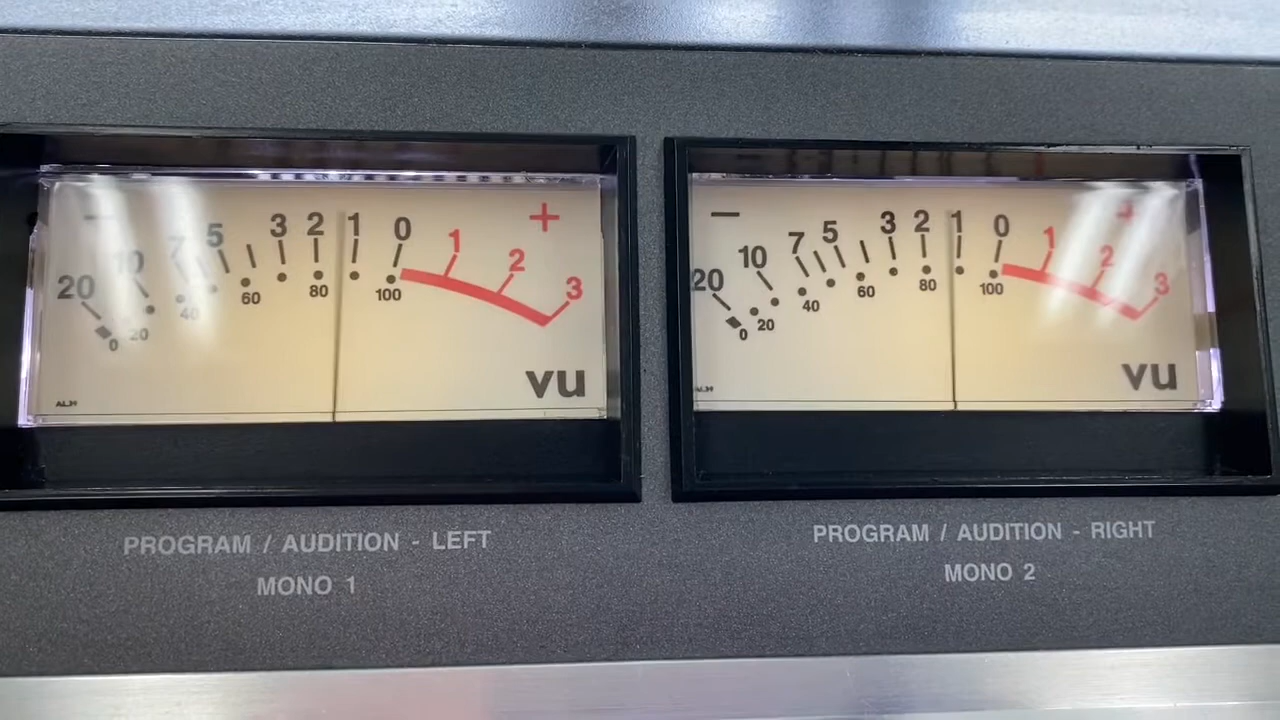 − 20 10 7 5 3 2 1 0 1 2 3 +
0 20 40 60 80 100
vu
− 20 10 7 5 3 2 1 0 1 2 3 +
0 20 40 60 80 100
vu
PROGRAM / AUDITION - LEFT
MONO 1
PROGRAM / AUDITION - RIGHT
MONO 2